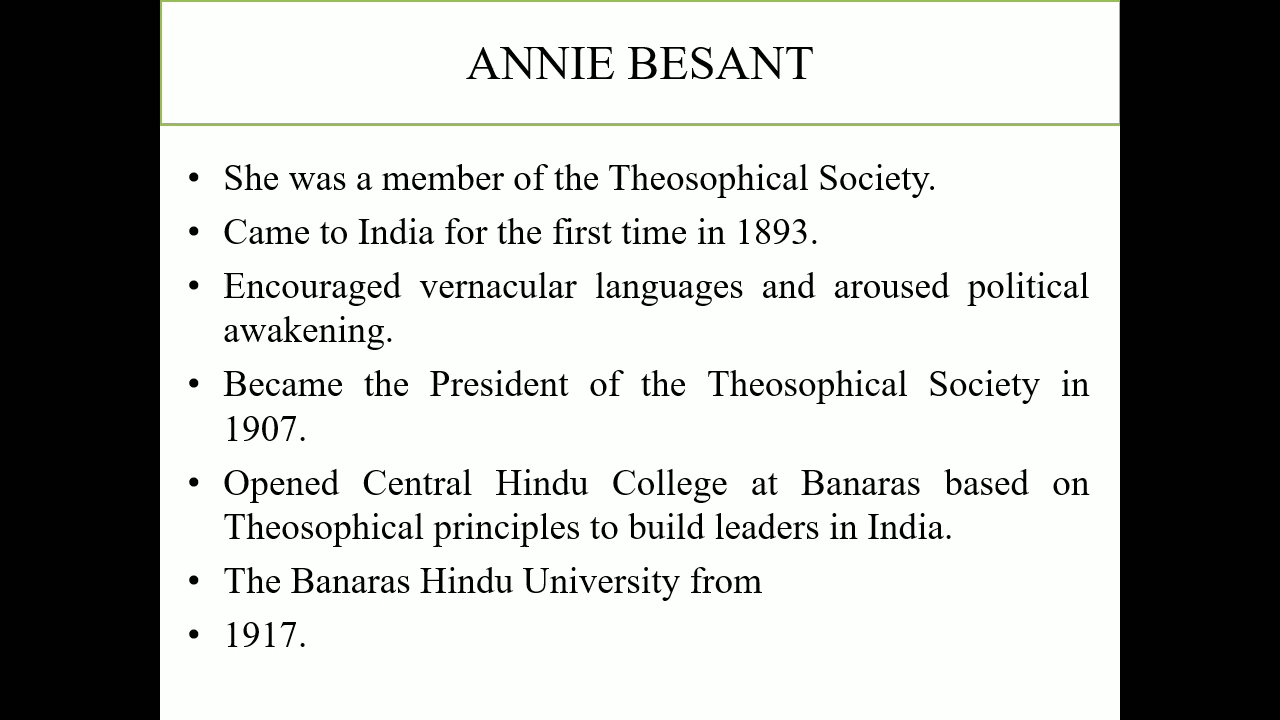 ANNIE BESANT
• She was a member of the Theosophical Society.
• Came to India for the first time in 1893.
• Encouraged vernacular languages and aroused political
awakening.
• Became the President of the Theosophical Society in
1907.
• Opened Central Hindu College at Banaras based on
Theosophical principles to build leaders in India.
• The Banaras Hindu University from
• 1917.